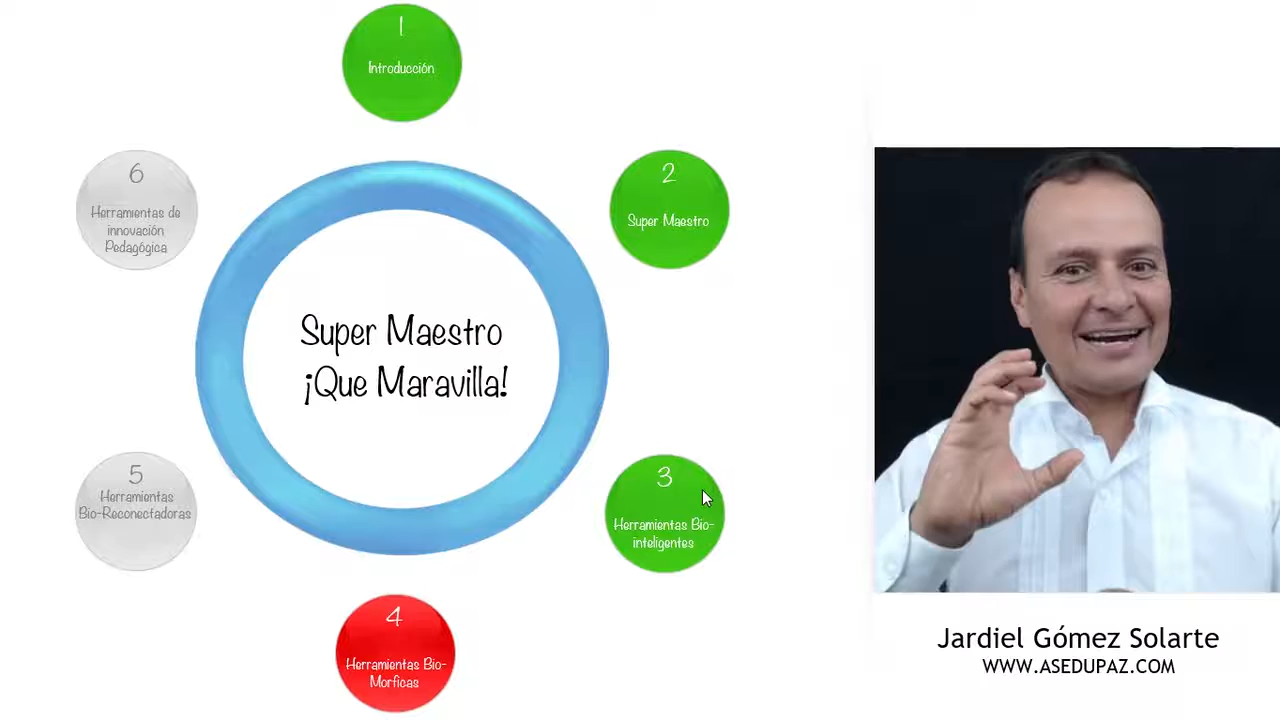 1
Introducción
2
Super Maestro
3
Herramientas Bio-
inteligentes
4
Herramientas Bio-
Morficas
5
Herramientas
Bio-Reconectadoras
6
Herramientas de
innovación
Pedagógica
Super Maestro
¡Que Maravilla!
Jardiel Gómez Solarte
WWW.ASEDUPAZ.COM